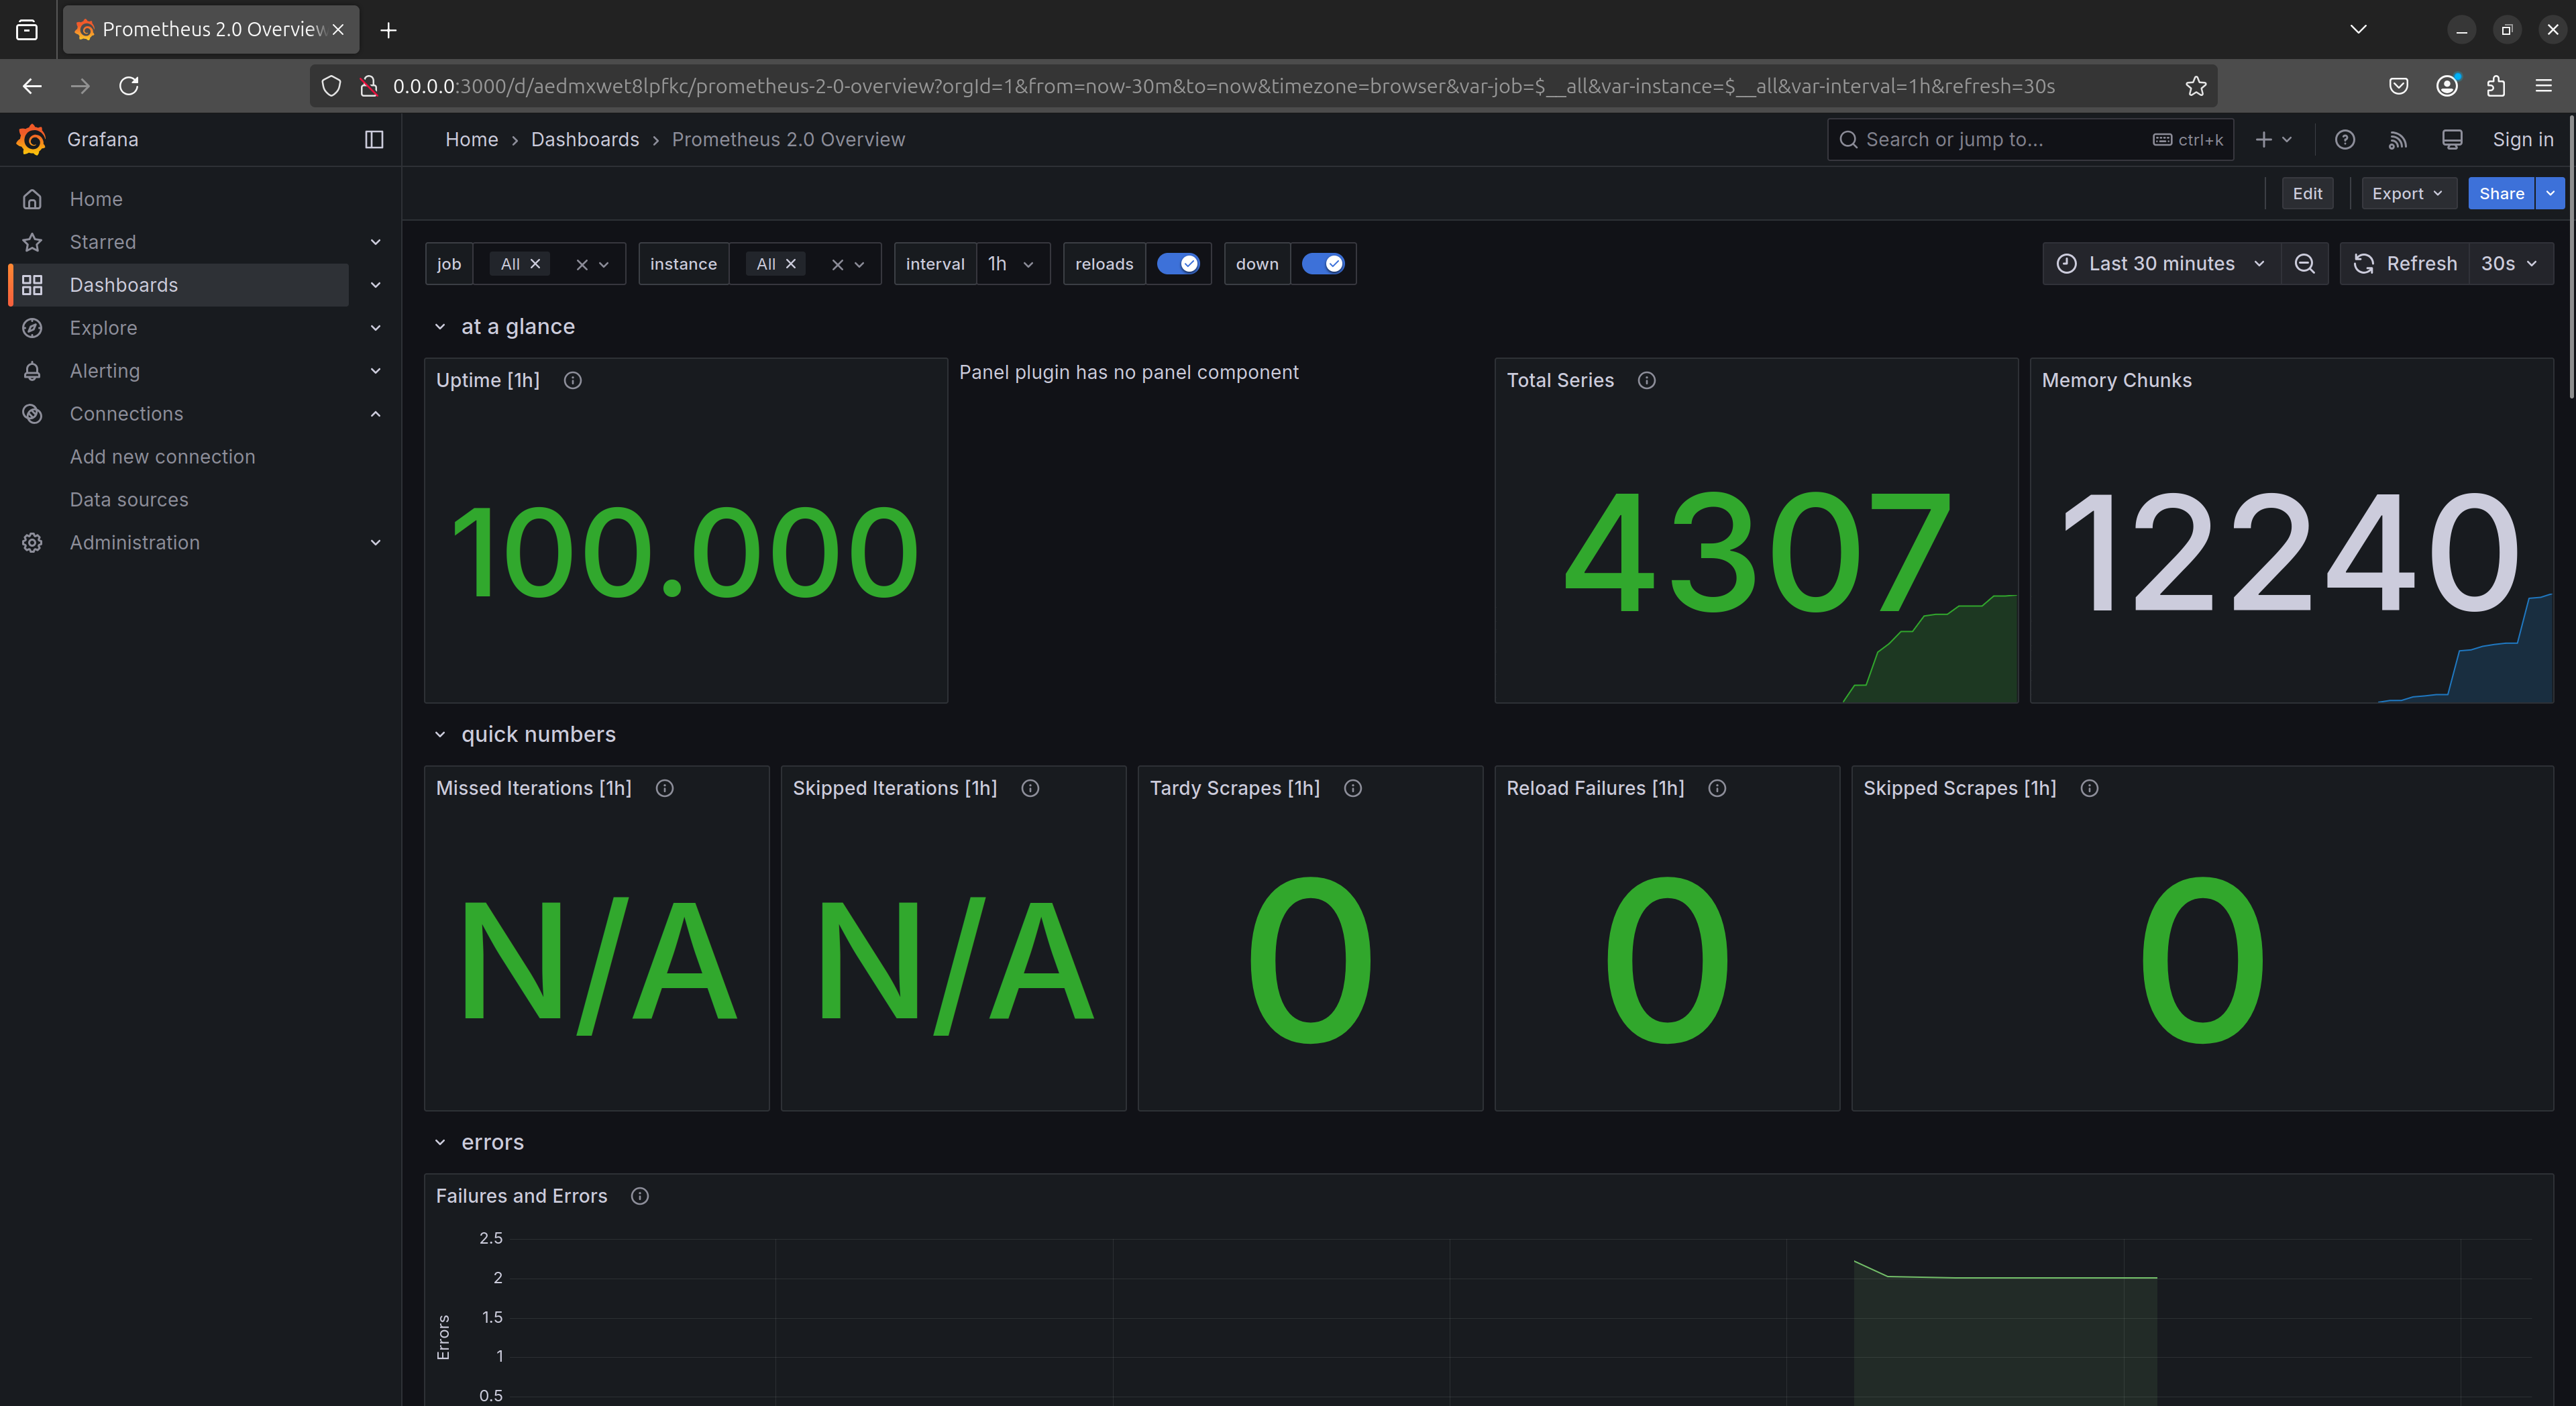 Prometheus 2.0 Overview
0.0.0.0:3000/d/aedmxwet8lpfkc/prometheus-2-0-overview?orgId=1&from=now-30m&to=now&timezone=browser&var-job=$__all&var-instance=$__all&var-interval=1h&refresh=30s
Grafana
Home › Dashboards › Prometheus 2.0 Overview
Search or jump to... ctrl+k
Sign in
Edit Export Share
Home
Starred
Dashboards
Explore
Alerting
Connections
Add new connection
Data sources
Administration
job All instance All interval 1h reloads down Last 30 minutes Refresh 30s
at a glance
Uptime [1h]
100.000
Panel plugin has no panel component
Total Series
4307
Memory Chunks
12240
quick numbers
Missed Iterations [1h]
N/A
Skipped Iterations [1h]
N/A
Tardy Scrapes [1h]
0
Reload Failures [1h]
0
Skipped Scrapes [1h]
0
errors
Failures and Errors
Errors
2.5
2
1.5
1
0.5